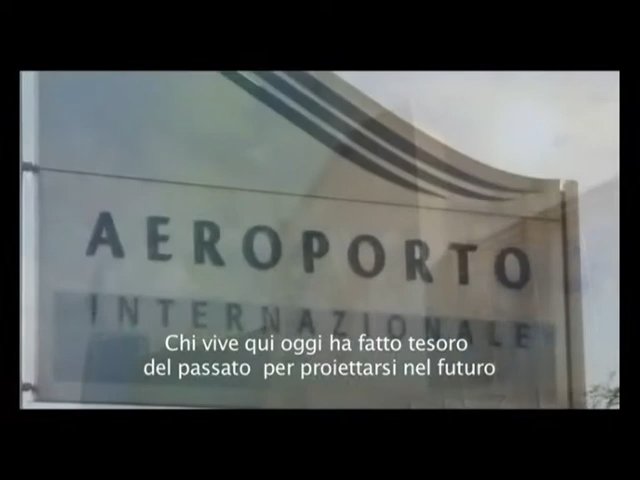 AEROPORTO
INTERNAZIONALE
Chi vive qui oggi ha fatto tesoro
del passato per proiettarsi nel futuro